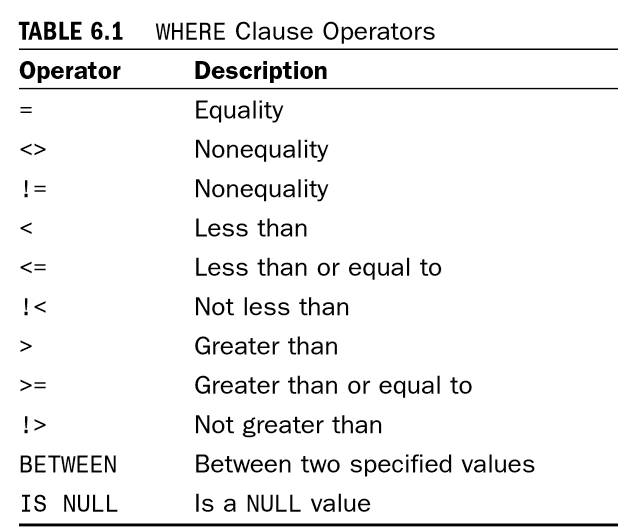 TABLE 6.1 WHERE Clause Operators
Operator Description
= Equality
<> Nonequality
!= Nonequality
< Less than
<= Less than or equal to
!< Not less than
> Greater than
>= Greater than or equal to
!> Not greater than
BETWEEN Between two specified values
IS NULL Is a NULL value